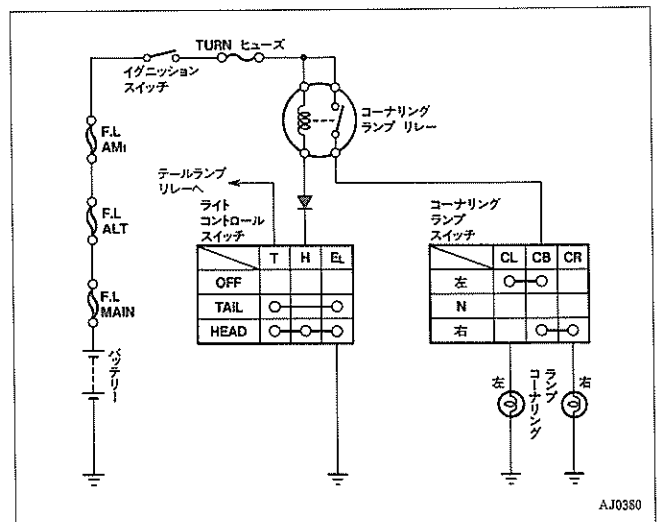 TURN ヒューズ
イグニッション
スイッチ
コーナリング
ランプ リレー
F.L
AM1
テールランプ
リレーへ
ライト
コントロール
スイッチ
コーナリング
ランプ
スイッチ
F.L
ALT
T H EL
OFF
TAIL
HEAD
CL CB CR
左
N
右
F.L
MAIN
バッテリー
左
コーナリング
ランプ
右
AJ0380